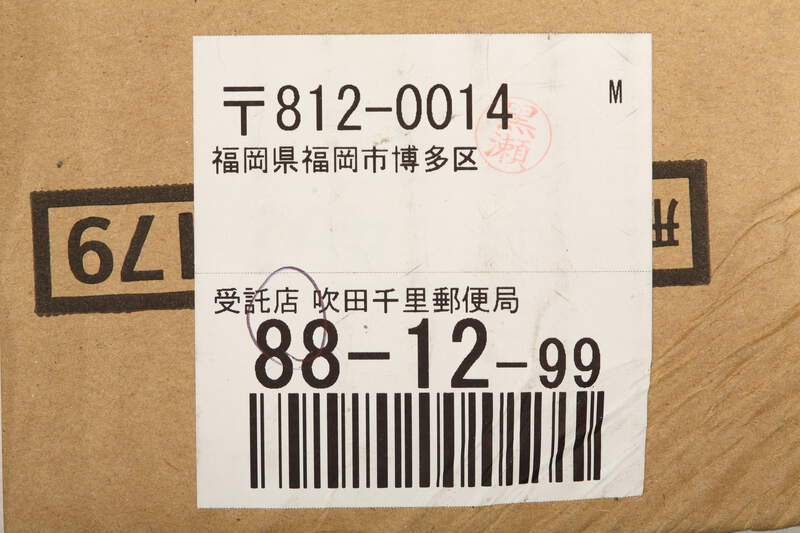 〒812-0014
M
黒瀬
福岡県福岡市博多区
受託店 吹田千里郵便局
88-12-99
179